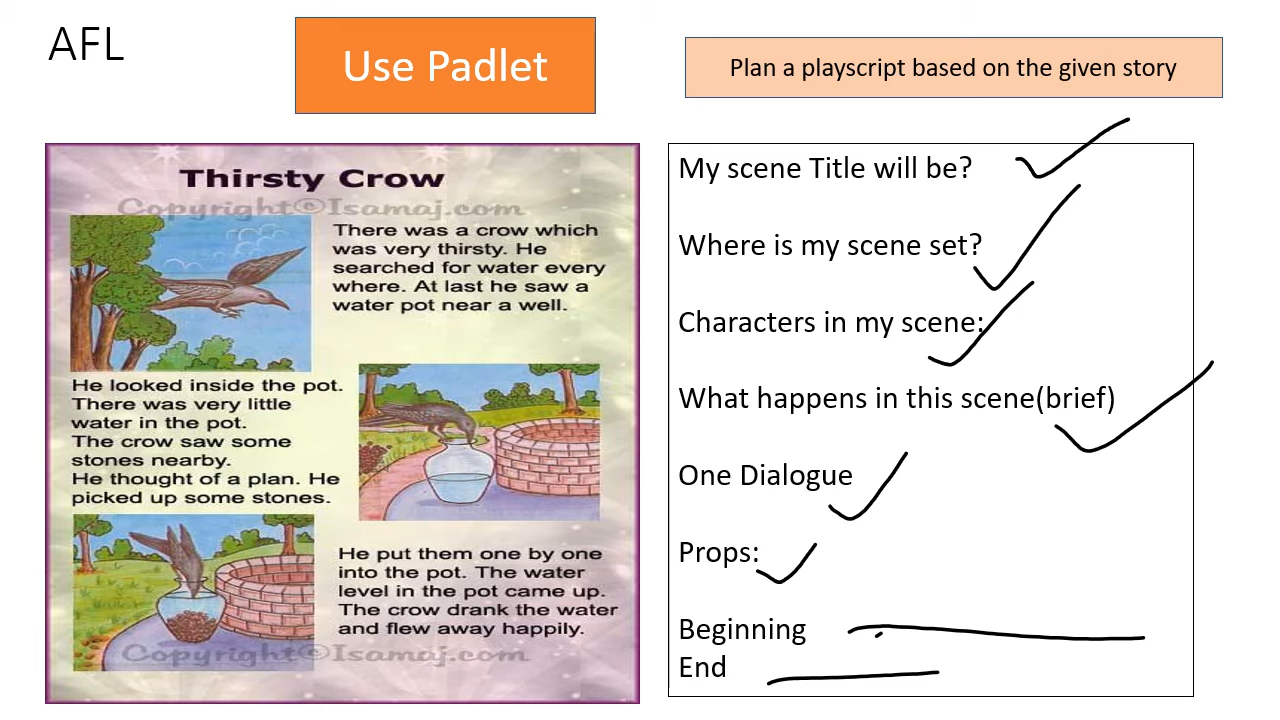 AFL
Use Padlet
Plan a playscript based on the given story
Thirsty Crow
Copyright©Isamaj.com
There was a crow which
was very thirsty. He
searched for water every
where. At last he saw a
water pot near a well.
He looked inside the pot.
There was very little
water in the pot.
The crow saw some
stones nearby.
He thought of a plan. He
picked up some stones.
He put them one by one
into the pot. The water
level in the pot came up.
The crow drank the water
and flew away happily.
Copyright©Isamaj.com
My scene Title will be?
Where is my scene set?
Characters in my scene:
What happens in this scene(brief)
One Dialogue
Props:
Beginning
End